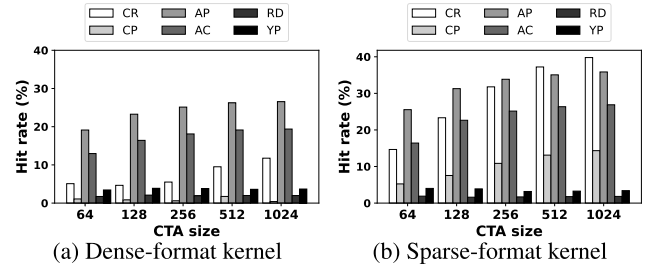 CR AP RD
CP AC YP
40
30
20
10
0
Hit rate (%)
64 128 256 512 1024
CTA size
(a) Dense-format kernel
CR AP RD
CP AC YP
40
30
20
10
0
Hit rate (%)
64 128 256 512 1024
CTA size
(b) Sparse-format kernel